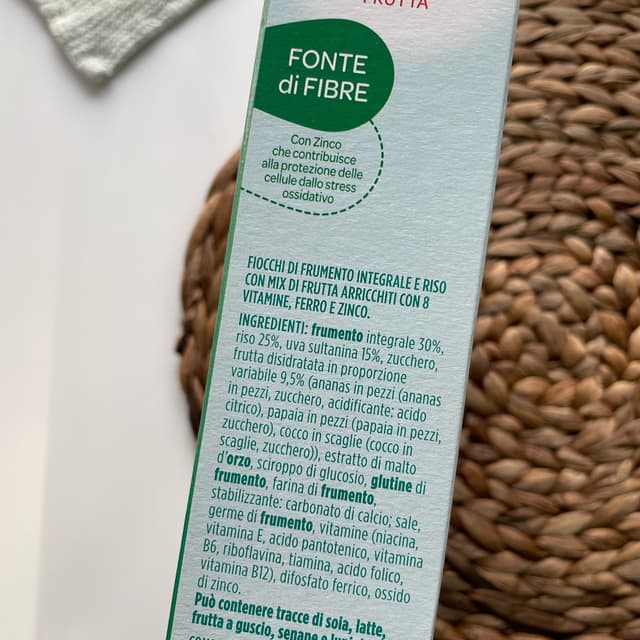 FRUTTA
FONTE
di FIBRE
Con Zinco
che contribuisce
alla protezione delle
cellule dallo stress
ossidativo
FIOCCHI DI FRUMENTO INTEGRALE E RISO
CON MIX DI FRUTTA ARRICCHITI CON 8
VITAMINE, FERRO E ZINCO.
INGREDIENTI: frumento integrale 30%,
riso 25%, uva sultanina 15%, zucchero,
frutta disidratata in proporzione
variabile 9,5% (ananas in pezzi (ananas
in pezzi, zucchero, acidificante: acido
citrico), papaia in pezzi (papaia in pezzi,
zucchero), cocco in scaglie (cocco in
scaglie, zucchero)), estratto di malto
d'orzo, sciroppo di glucosio, glutine di
frumento, farina di frumento,
stabilizzante: carbonato di calcio; sale,
germe di frumento, vitamine (niacina,
vitamina E, acido pantotenico, vitamina
B6, riboflavina, tiamina, acido folico,
vitamina B12), difosfato ferrico, ossido
di zinco.
Può contenere tracce di soia, latte,
frutta a guscio, senape e